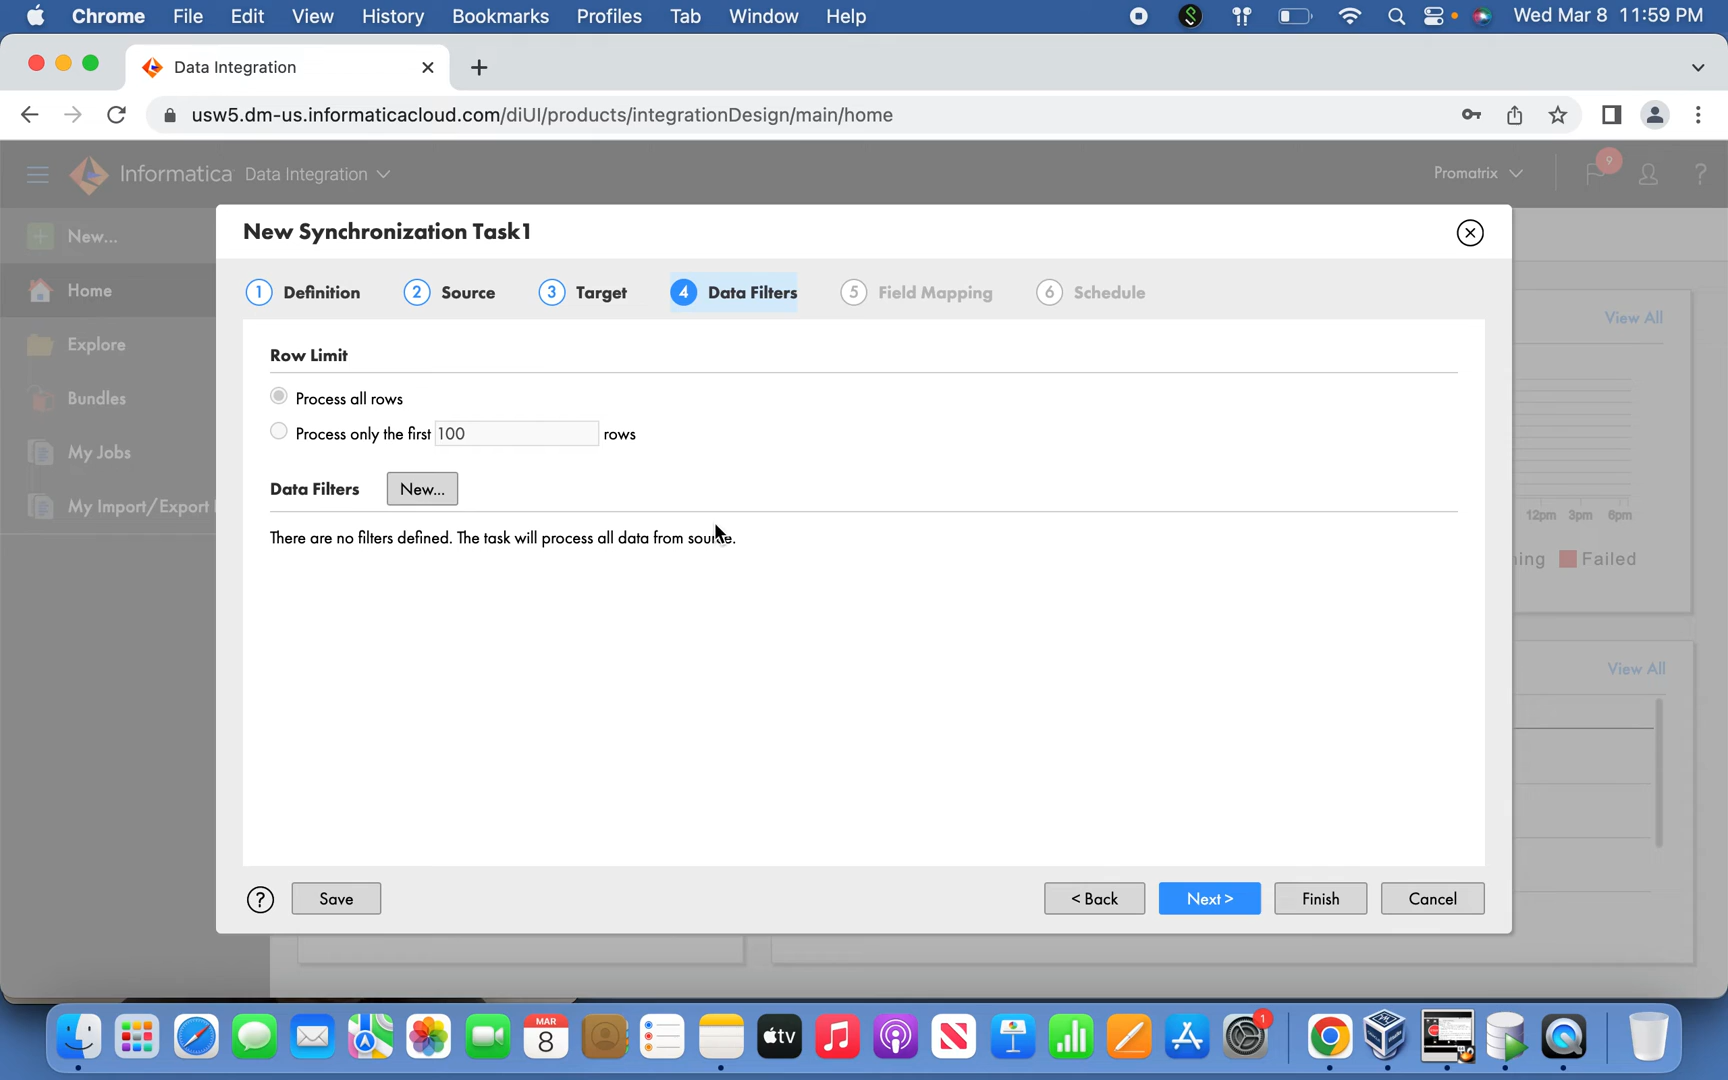 Chrome File Edit View History Bookmarks Profiles Tab Window Help Wed Mar 8 11:59 PM
Data Integration
usw5.dm-us.informaticacloud.com/diUI/products/integrationDesign/main/home
Informatica Data Integration Promatrix 9 ?
New...
Home
Explore
Bundles
My Jobs
My Import/Export
New Synchronization Task1
1 Definition 2 Source 3 Target 4 Data Filters 5 Field Mapping 6 Schedule
Row Limit
Process all rows
Process only the first 100 rows
Data Filters New...
There are no filters defined. The task will process all data from source.
? Save < Back Next > Finish Cancel
View All
12pm 3pm 6pm
ing Failed
View All
MAR
8
tv
1